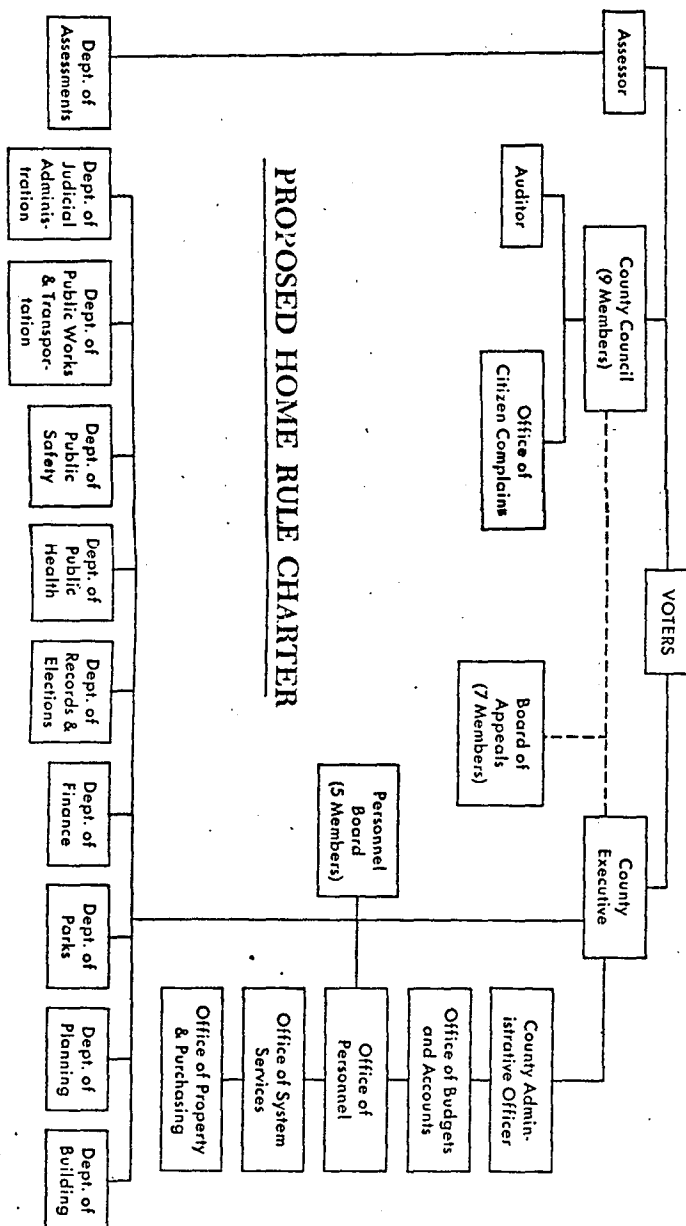 VOTERS
Assessor
County Council
(9 Members)
County
Executive
Auditor
Office of
Citizen Complains
Board of
Appeals
(7 Members)
County Admin-
istrative Officer
Office of Budgets
and Accounts
Personnel
Board
(5 Members)
Office of
Personnel
Office of System
Services
Office of Property
& Purchasing
PROPOSED HOME RULE CHARTER
Dept. of
Assessments
Dept. of
Judicial
Adminis-
tration
Dept. of
Public Works
& Transpor-
tation
Dept. of
Public
Safety
Dept. of
Public
Health
Dept. of
Records &
Elections
Dept. of
Finance
Dept. of
Parks
Dept. of
Planning
Dept. of
Building